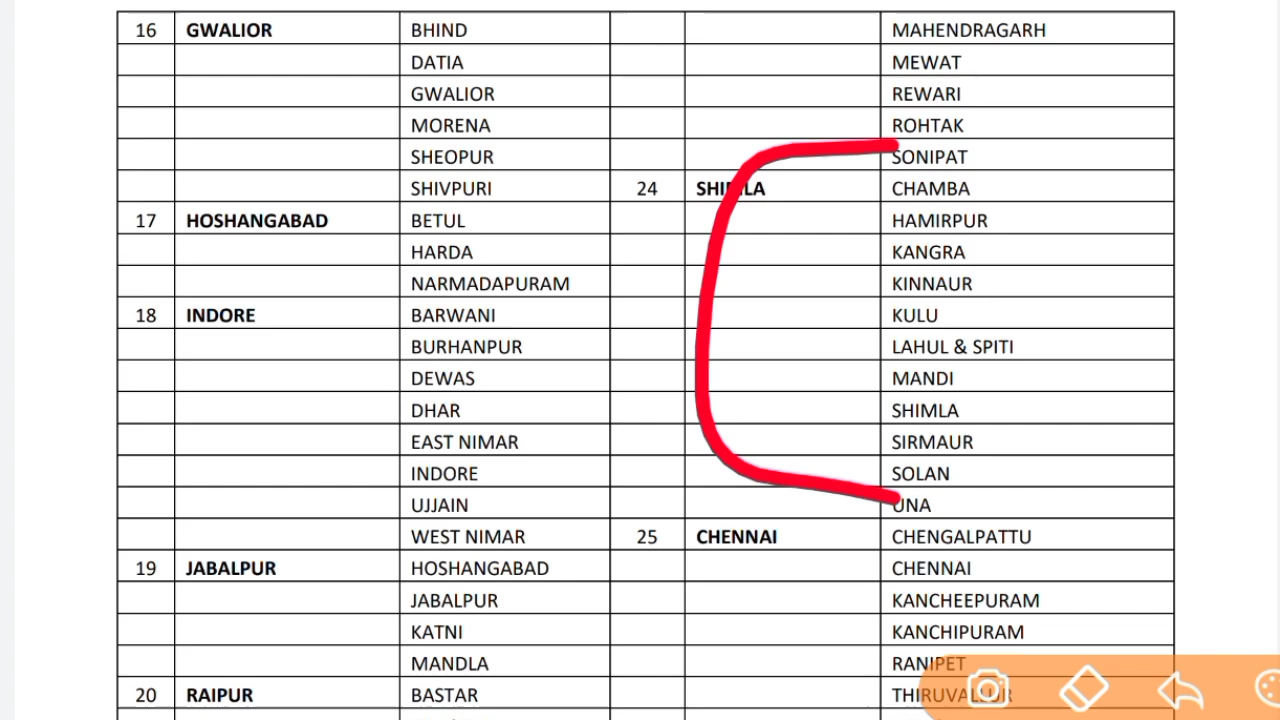 16 GWALIOR BHIND MAHENDRAGARH
DATIA MEWAT
GWALIOR REWARI
MORENA ROHTAK
SHEOPUR SONIPAT
SHIVPURI 24 SHIMLA CHAMBA
17 HOSHANGABAD BETUL HAMIRPUR
HARDA KANGRA
NARMADAPURAM KINNAUR
18 INDORE BARWANI KULU
BURHANPUR LAHUL & SPITI
DEWAS MANDI
DHAR SHIMLA
EAST NIMAR SIRMAUR
INDORE SOLAN
UJJAIN UNA
WEST NIMAR 25 CHENNAI CHENGALPATTU
19 JABALPUR HOSHANGABAD CHENNAI
JABALPUR KANCHEEPURAM
KATNI KANCHIPURAM
MANDLA RANIPET
20 RAIPUR BASTAR THIRUVALLUR